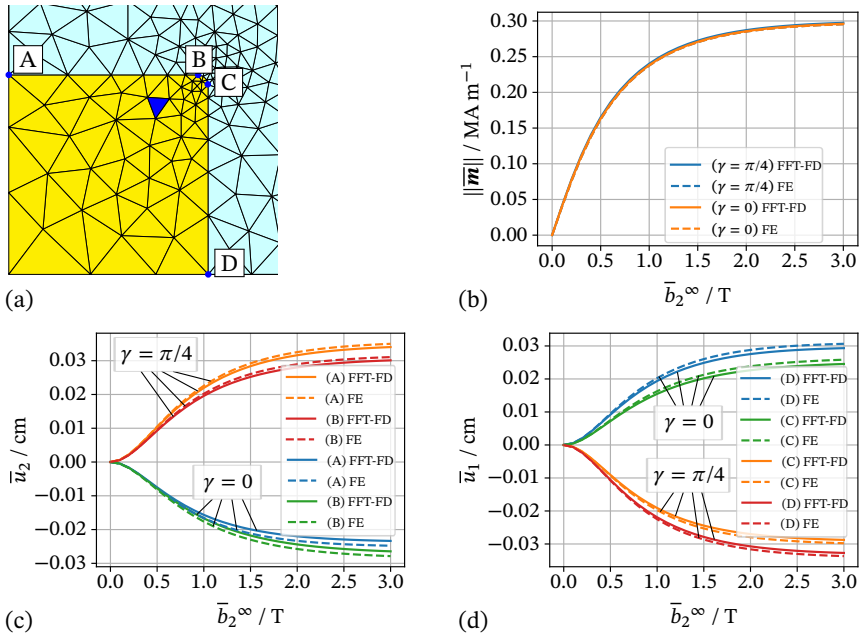 A
B
C
D
(a)
0.30
0.25
0.20
0.15
0.10
0.05
0.00
||m̅|| / MA m⁻¹
(γ = π/4) FFT-FD
(γ = π/4) FE
(γ = 0) FFT-FD
(γ = 0) FE
0.0 0.5 1.0 1.5 2.0 2.5 3.0
b̅₂^∞ / T
(b)
0.03
0.02
0.01
0.00
−0.01
−0.02
−0.03
u̅₂ / cm
γ = π/4
γ = 0
(A) FFT-FD
(A) FE
(B) FFT-FD
(B) FE
(A) FFT-FD
(A) FE
(B) FFT-FD
(B) FE
0.0 0.5 1.0 1.5 2.0 2.5 3.0
b̅₂^∞ / T
(c)
0.03
0.02
0.01
0.00
−0.01
−0.02
−0.03
u̅₁ / cm
γ = 0
γ = π/4
(D) FFT-FD
(D) FE
(C) FFT-FD
(C) FE
(C) FFT-FD
(C) FE
(D) FFT-FD
(D) FE
0.0 0.5 1.0 1.5 2.0 2.5 3.0
b̅₂^∞ / T
(d)